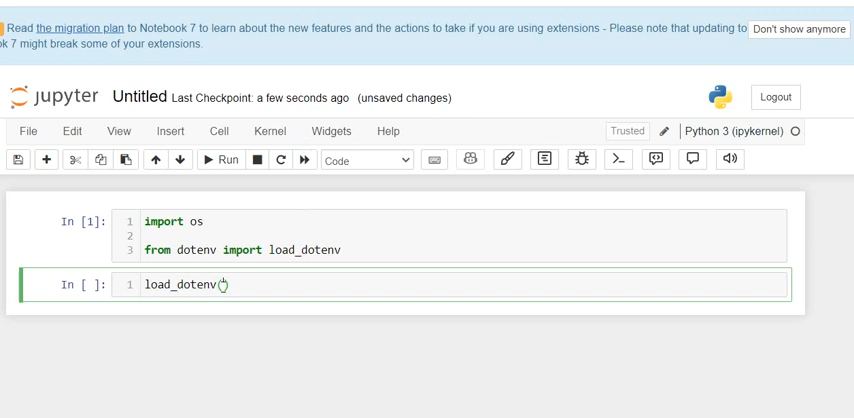 Read the migration plan to Notebook 7 to learn about the new features and the actions to take if you are using extensions - Please note that updating to
ok 7 might break some of your extensions.
Don't show anymore
jupyter Untitled Last Checkpoint: a few seconds ago (unsaved changes)
Logout
File Edit View Insert Cell Kernel Widgets Help
Trusted Python 3 (ipykernel)
Run Code
In [1]: 1 import os
2
3 from dotenv import load_dotenv
In [ ]: 1 load_dotenv()